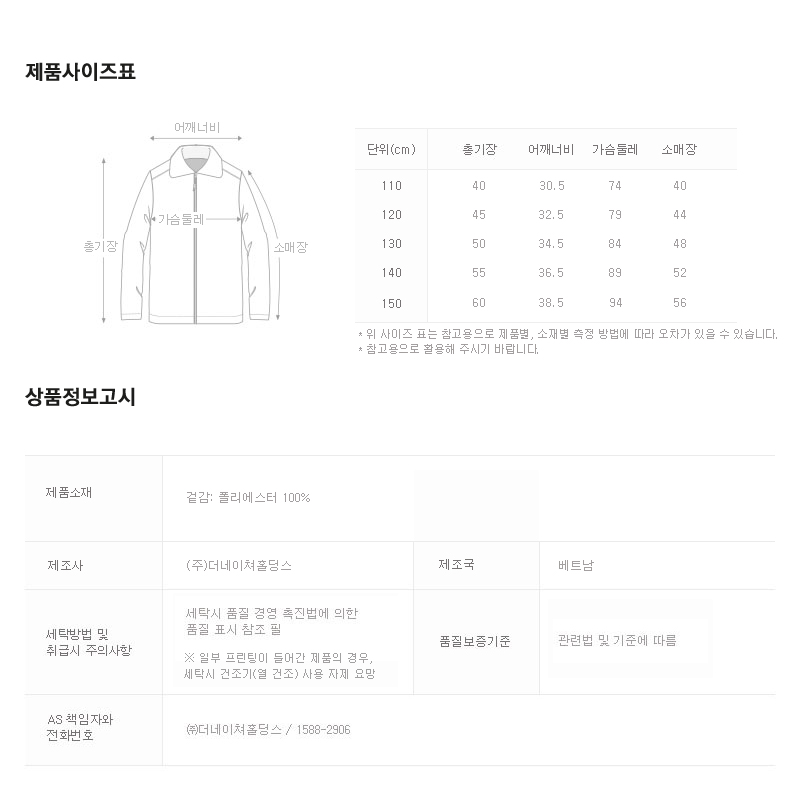 제품사이즈표
어깨너비
가슴둘레
총기장
소매장
단위(cm) 총기장 어깨너비 가슴둘레 소매장
110 40 30.5 74 40
120 45 32.5 79 44
130 50 34.5 84 48
140 55 36.5 89 52
150 60 38.5 94 56
* 위 사이즈 표는 참고용으로 제품별, 소재별 측정 방법에 따라 오차가 있을 수 있습니다.
* 참고용으로 활용해 주시기 바랍니다.
상품정보고시
제품소재
겉감: 폴리에스터 100%
제조사
(주)더네이쳐홀딩스
제조국
베트남
세탁방법 및
취급시 주의사항
세탁시 품질 경영 촉진법에 의한
품질 표시 참조 필
※ 일부 프린팅이 들어간 제품의 경우,
세탁시 건조기(열 건조) 사용 자제 요망
품질보증기준
관련법 및 기준에 따름
AS 책임자와
전화번호
㈜더네이쳐홀딩스 / 1588-2906